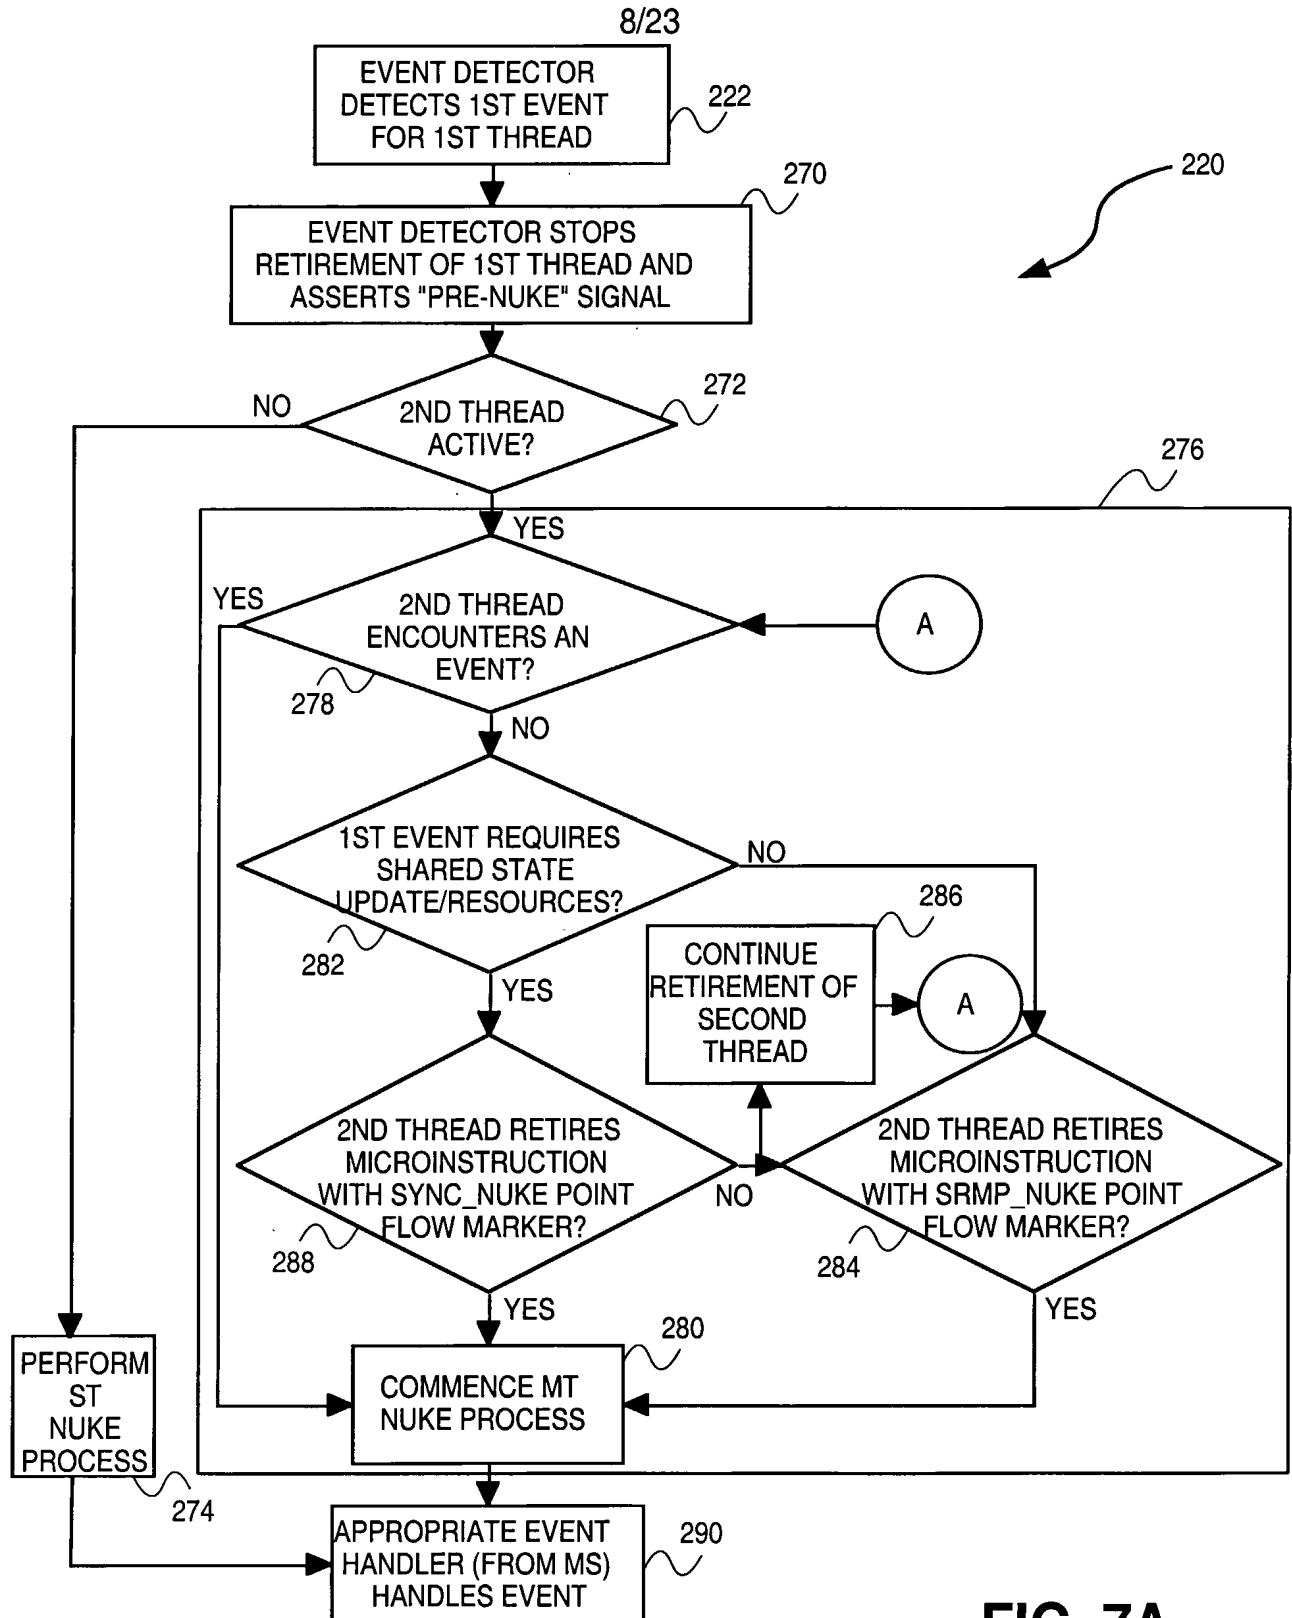 8/23
EVENT DETECTOR
DETECTS 1ST EVENT
FOR 1ST THREAD
222
220
270
EVENT DETECTOR STOPS
RETIREMENT OF 1ST THREAD AND
ASSERTS "PRE-NUKE" SIGNAL
272
NO
2ND THREAD
ACTIVE?
276
YES
YES
2ND THREAD
ENCOUNTERS AN
EVENT?
A
278
NO
1ST EVENT REQUIRES
SHARED STATE
UPDATE/RESOURCES?
NO
282
286
CONTINUE
RETIREMENT OF
SECOND
THREAD
A
YES
2ND THREAD RETIRES
MICROINSTRUCTION
WITH SYNC_NUKE POINT
FLOW MARKER?
NO
288
2ND THREAD RETIRES
MICROINSTRUCTION
WITH SRMP_NUKE POINT
FLOW MARKER?
284
YES
YES
280
COMMENCE MT
NUKE PROCESS
PERFORM
ST
NUKE
PROCESS
274
APPROPRIATE EVENT
HANDLER (FROM MS)
HANDLES EVENT
290
FIG. 7A